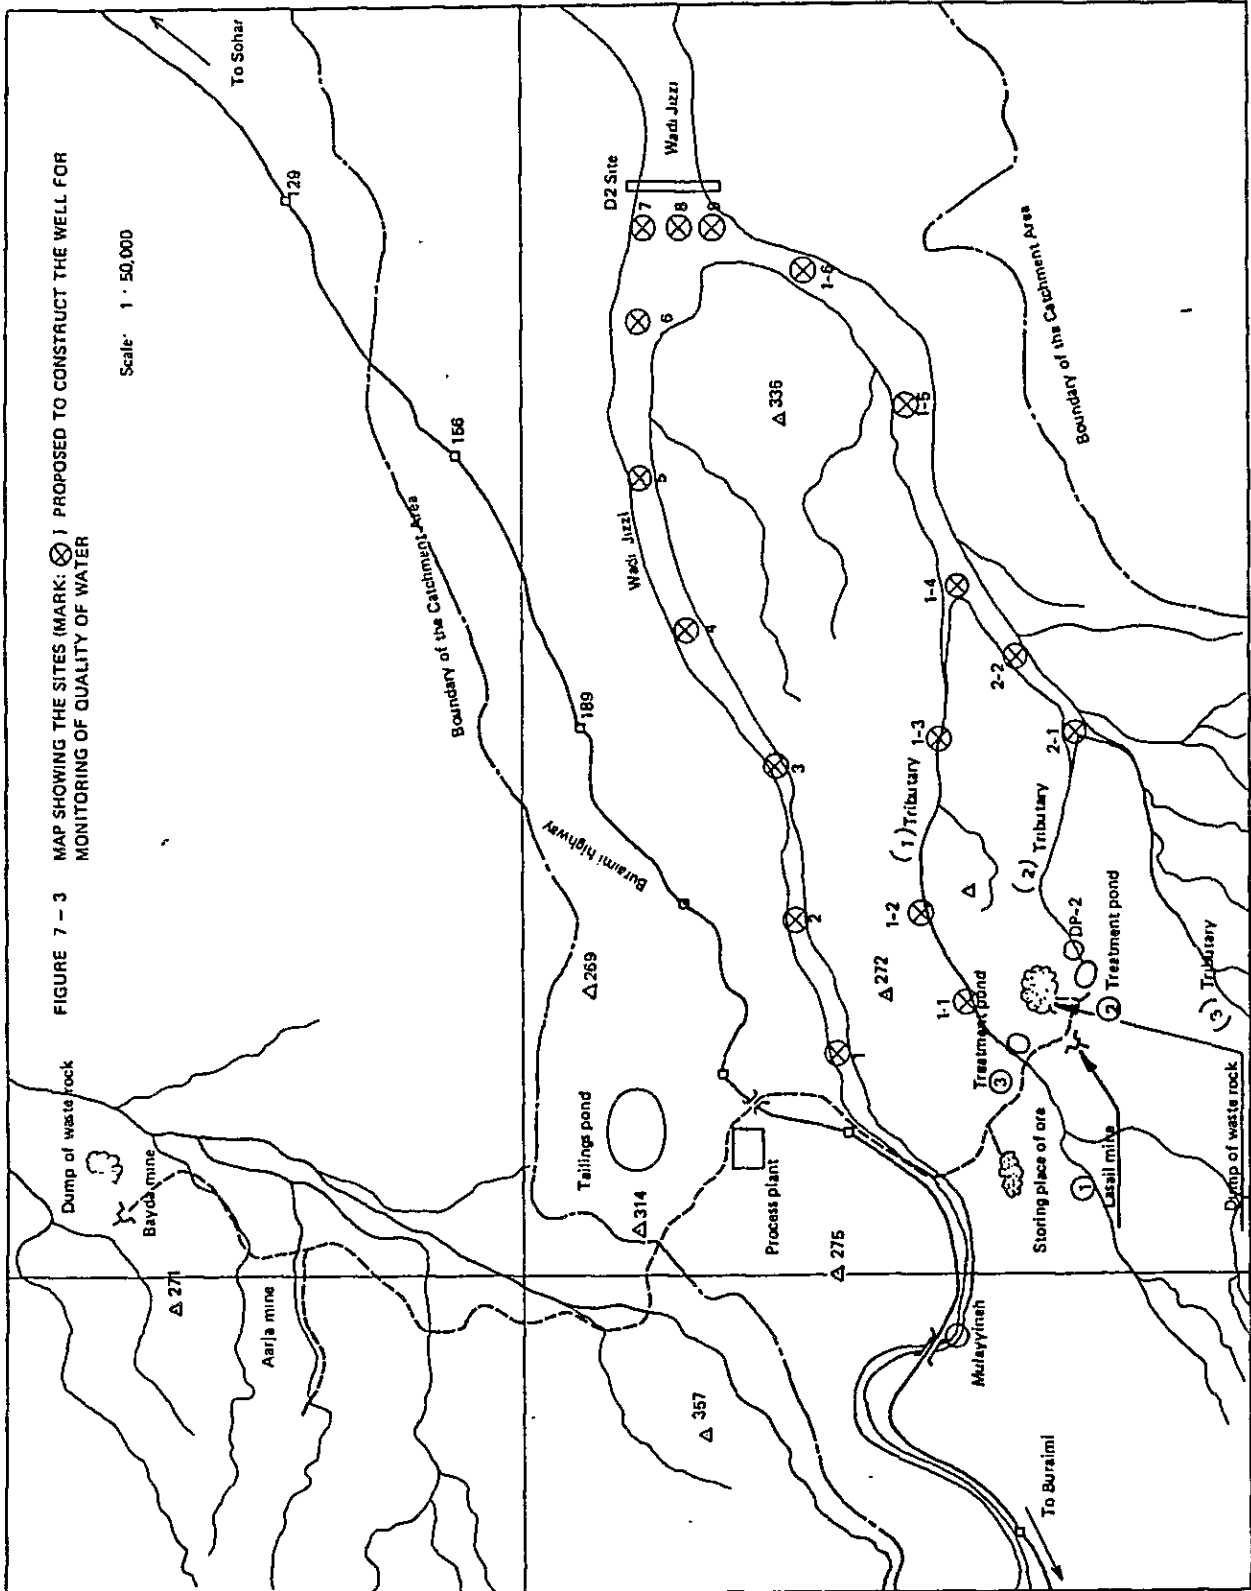 FIGURE 7 – 3 MAP SHOWING THE SITES (MARK: ⊗ ) PROPOSED TO CONSTRUCT THE WELL FOR
MONITORING OF QUALITY OF WATER
Scale 1 : 50,000
To Sohar
129
156
Boundary of the Catchment Area
189
Buraimi highway
Dump of waste rock
Bayda mine
△ 271
Aarja mine
△ 269
Tailings pond
△ 314
Process plant
△ 275
△ 357
Mulayyinah
To Buraimi
D2 Site
Wadi Jizzi
7
8
9
6
5
Wadi Jizzi
4
3
2
1
△ 336
1-6
1-5
1-4
1-3
1-2
1-1
(1) Tributary
△
△ 272
2-2
2-1
(2) Tributary
DP-2
Treatment pond
②
Treatment pond
③
Storing place of ore
①
Lasail mine
Dump of waste rock
(3) Tributary
Boundary of the Catchment Area